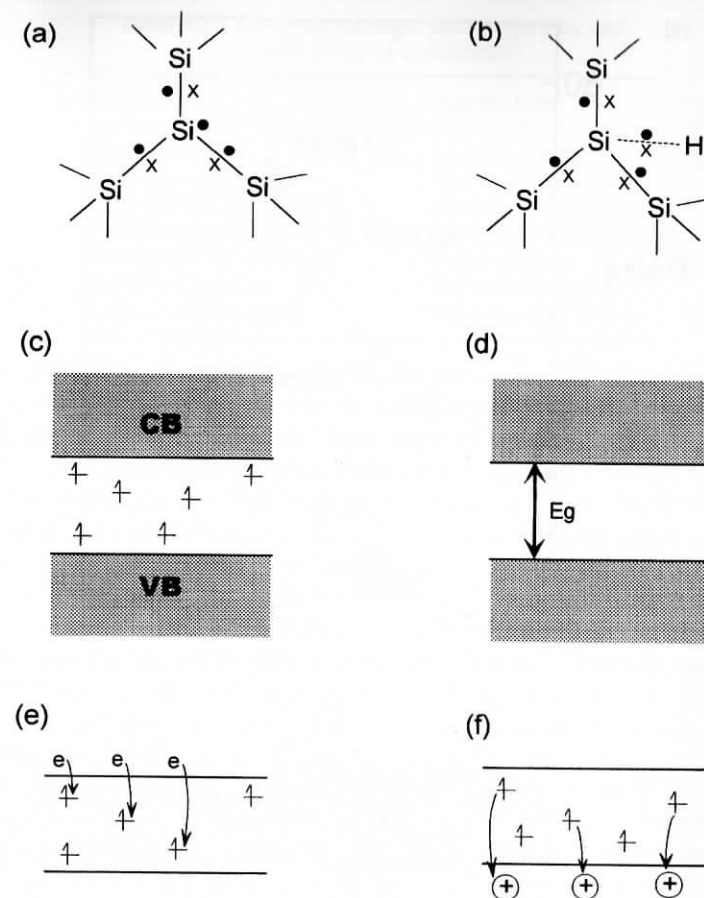 (a)
(b)
Si
Si
x
x
Si
Si
H
x
x
x
x
x
Si
Si
Si
Si
(c)
(d)
CB
Eg
VB
(e)
(f)
e e e
+ + +